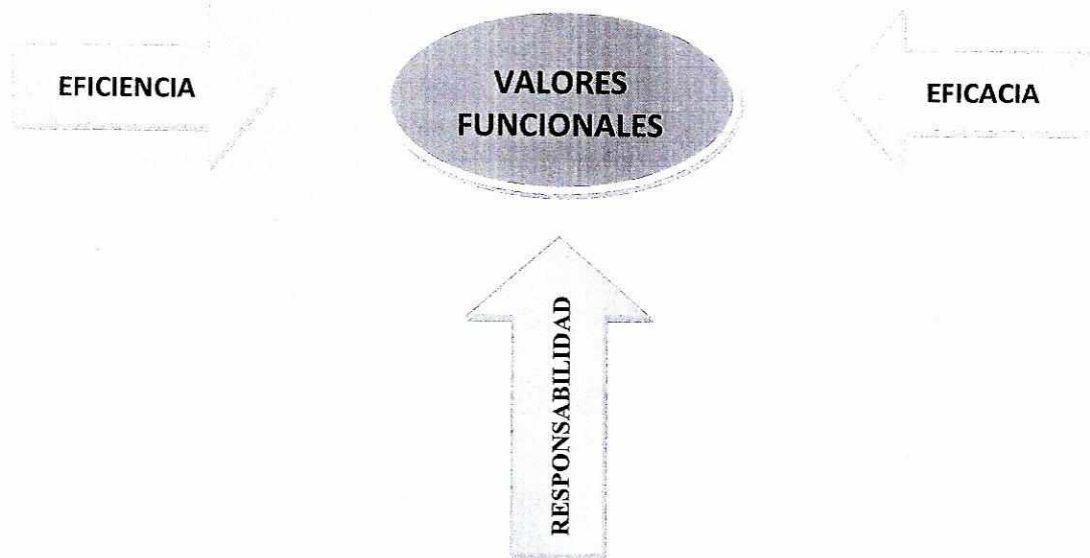 EFICIENCIA
VALORES
FUNCIONALES
EFICACIA
RESPONSABILIDAD